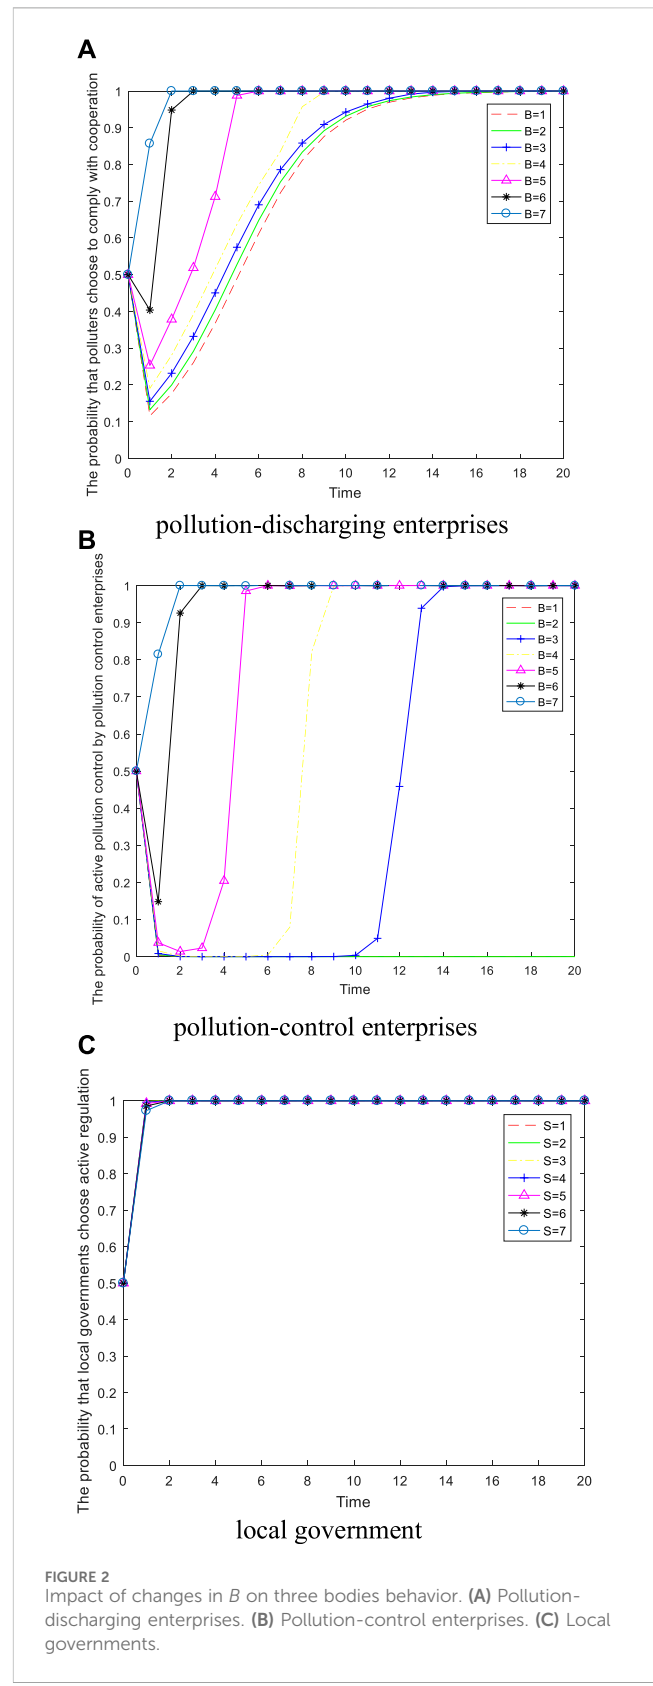 A
The probability that polluters choose to comply with cooperation
1
0.9
0.8
0.7
0.6
0.5
0.4
0.3
0.2
0.1
0
B=1
B=2
B=3
B=4
B=5
B=6
B=7
0 2 4 6 8 10 12 14 16 18 20
Time
pollution-discharging enterprises
B
The probability of active pollution control by pollution control enterprises
1
0.9
0.8
0.7
0.6
0.5
0.4
0.3
0.2
0.1
0
B=1
B=2
B=3
B=4
B=5
B=6
B=7
0 2 4 6 8 10 12 14 16 18 20
Time
pollution-control enterprises
C
The probability that local governments choose active regulation
1
0.9
0.8
0.7
0.6
0.5
0.4
0.3
0.2
0.1
0
S=1
S=2
S=3
S=4
S=5
S=6
S=7
0 2 4 6 8 10 12 14 16 18 20
Time
local government
FIGURE 2
Impact of changes in B on three bodies behavior. (A) Pollution-
discharging enterprises. (B) Pollution-control enterprises. (C) Local
governments.